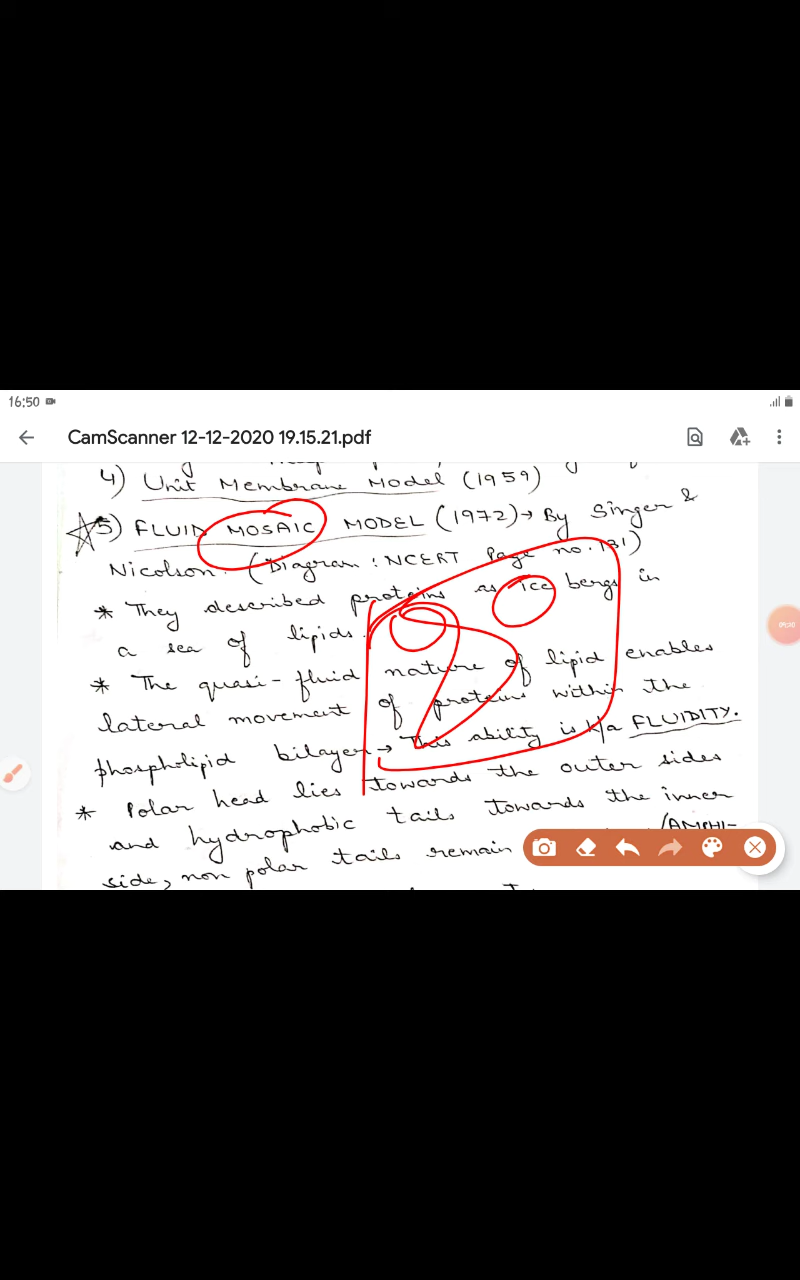 16:50
CamScanner 12-12-2020 19.15.21.pdf
4) Unit Membrane Model (1959)
5) FLUID MOSAIC MODEL (1972)→ By Singer &
Nicolson. (Diagram : NCERT Page no. 131)
* They described proteins as ice bergs in
a sea of lipids.
* The quasi-fluid nature of lipid enables
lateral movement of proteins within the
phospholipid bilayer → This ability is k/a FLUIDITY.
* Polar head lies towards the outer sides
and hydrophobic tails towards the inner
side, non polar tails remain (AMPHI-